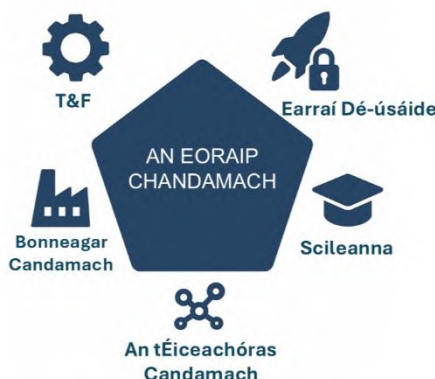 T&F
Earraí Dé-úsáide
AN EORAIP
CHANDAMACH
Bonneagar
Candamach
Scileanna
An tÉiceachóras
Candamach